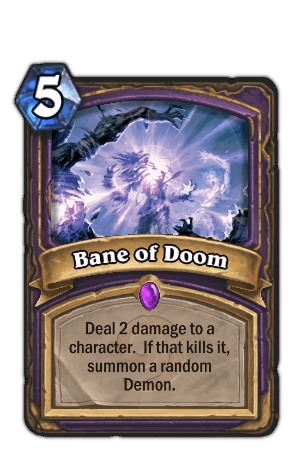 5
Bane of Doom
Deal 2 damage to a
character.  If that kills it,
summon a random
Demon.